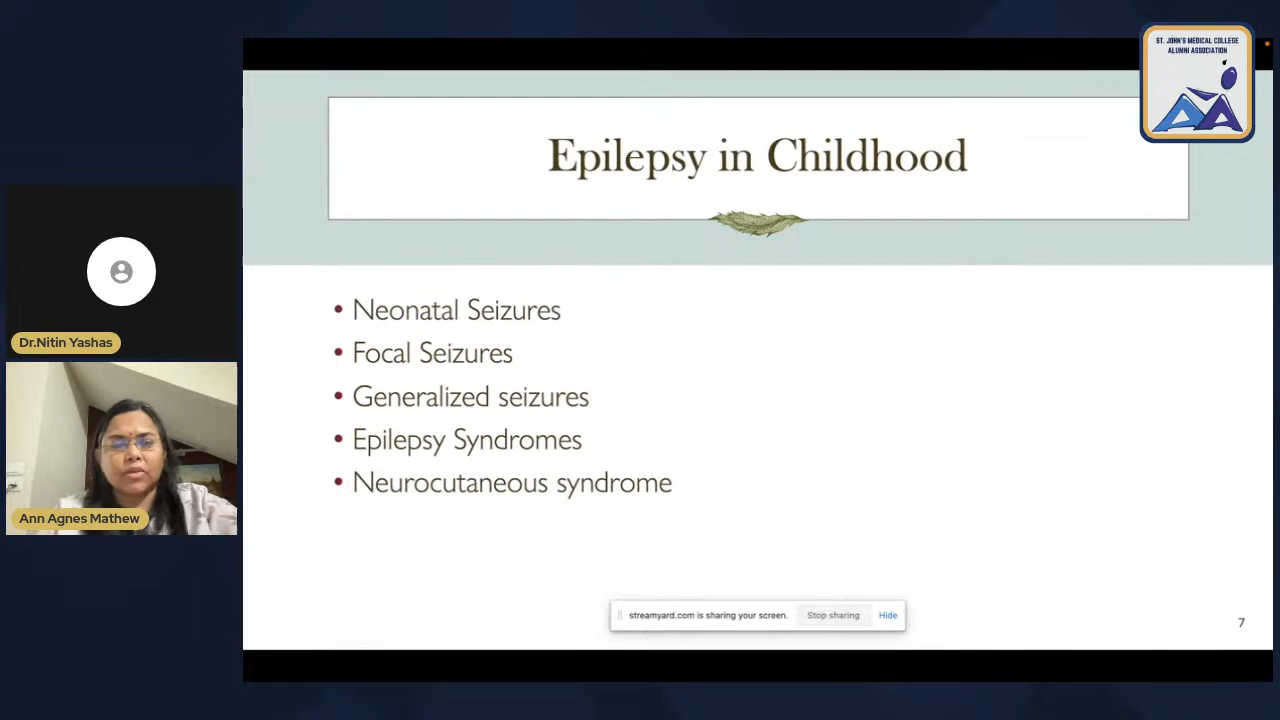 ST. JOHN'S MEDICAL COLLEGE
ALUMNI ASSOCIATION
Epilepsy in Childhood
• Neonatal Seizures
• Focal Seizures
• Generalized seizures
• Epilepsy Syndromes
• Neurocutaneous syndrome
Dr.Nitin Yashas
Ann Agnes Mathew
streamyard.com is sharing your screen. Stop sharing Hide
7